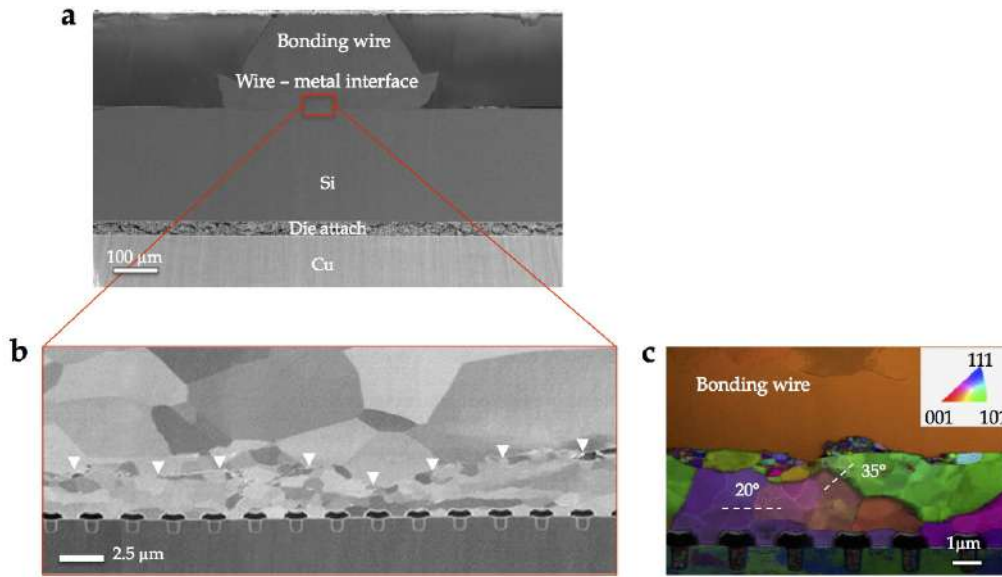 a
Bonding wire
Wire – metal interface
Si
Die attach
100 µm
Cu
b
2.5 µm
c
111
001
101
Bonding wire
35°
20°
1µm